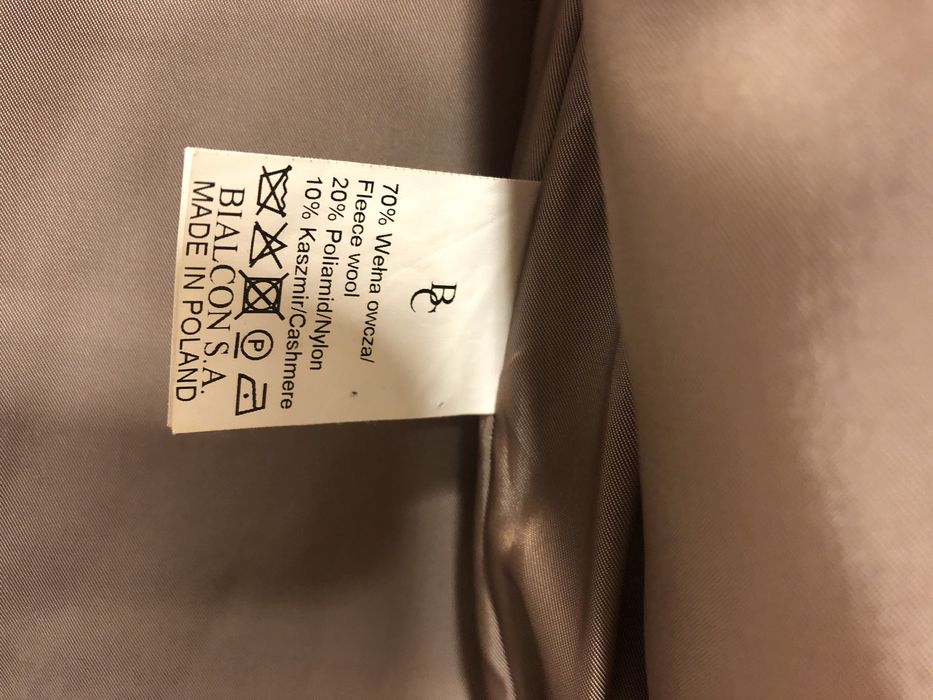 BC
70% Wełna owcza/
Fleece wool
20% Poliamid/Nylon
10% Kaszmir/Cashmere
P
BIALCON S.A.
MADE IN POLAND